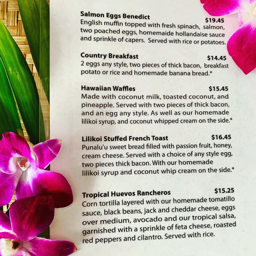 Salmon Eggs Benedict $19.45
English muffin topped with fresh spinach, salmon,
two poached eggs, homemade hollandaise sauce
and sprinkle of capers. Served with rice or potatoes.
Country Breakfast $14.45
2 eggs any style, two pieces of thick bacon, breakfast
potato or rice and homemade banana bread.*
Hawaiian Waffles $15.45
Made with coconut milk, toasted coconut, and
pineapple. Served with two pieces of thick bacon,
and an egg any style. As well as our homemade
lilikoi syrup, and coconut whipped cream on the side.*
Lilikoi Stuffed French Toast $16.45
Punalu'u sweet bread filled with passion fruit, honey,
cream cheese. Served with a choice of any style egg,
two pieces thick bacon. With our homemade
lilikoi syrup and coconut whip cream on the side.*
Tropical Huevos Rancheros $15.25
Corn tortilla layered with our homemade tomatillo
sauce, black beans, jack and cheddar cheese, eggs
over medium, avocado and our tropical salsa,
garnished with a sprinkle of feta cheese, roasted
red peppers and cilantro. Served with rice.